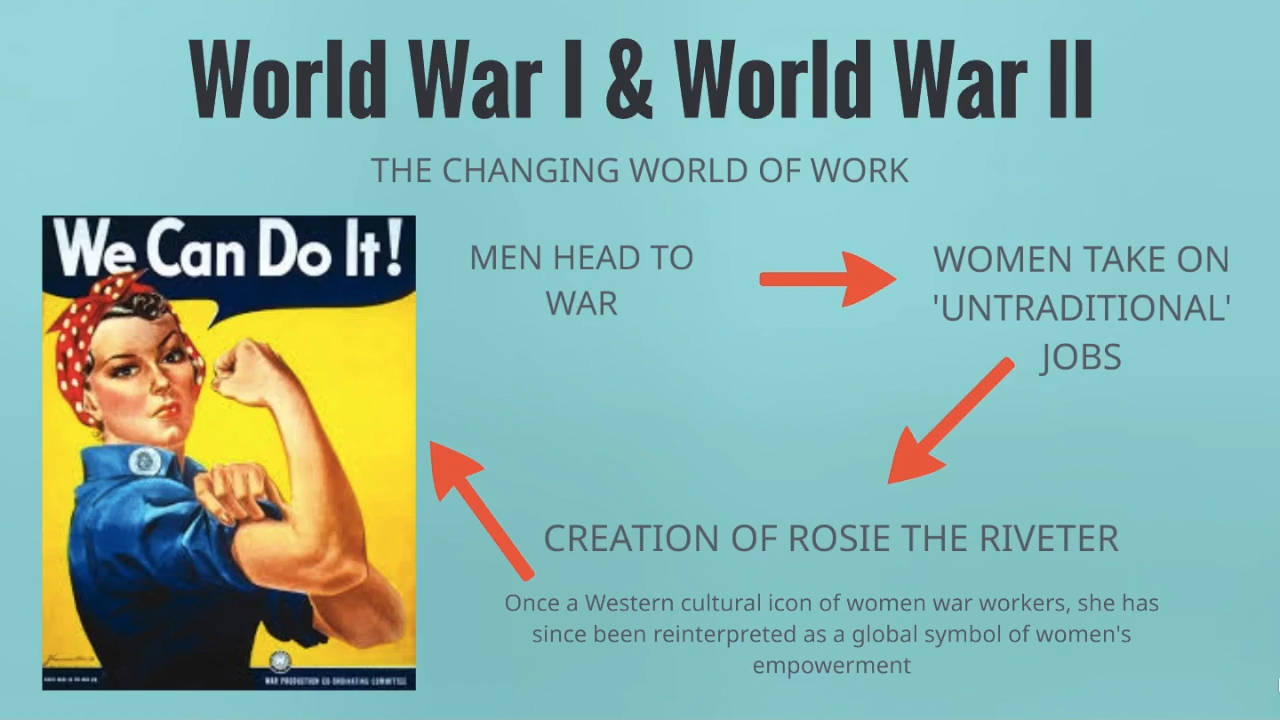 World War I & World War II
THE CHANGING WORLD OF WORK
We Can Do It!
MEN HEAD TO
WAR
WOMEN TAKE ON
'UNTRADITIONAL'
JOBS
CREATION OF ROSIE THE RIVETER
Once a Western cultural icon of women war workers, she has
since been reinterpreted as a global symbol of women's
empowerment
WAR PRODUCTION CO-ORDINATING COMMITTEE